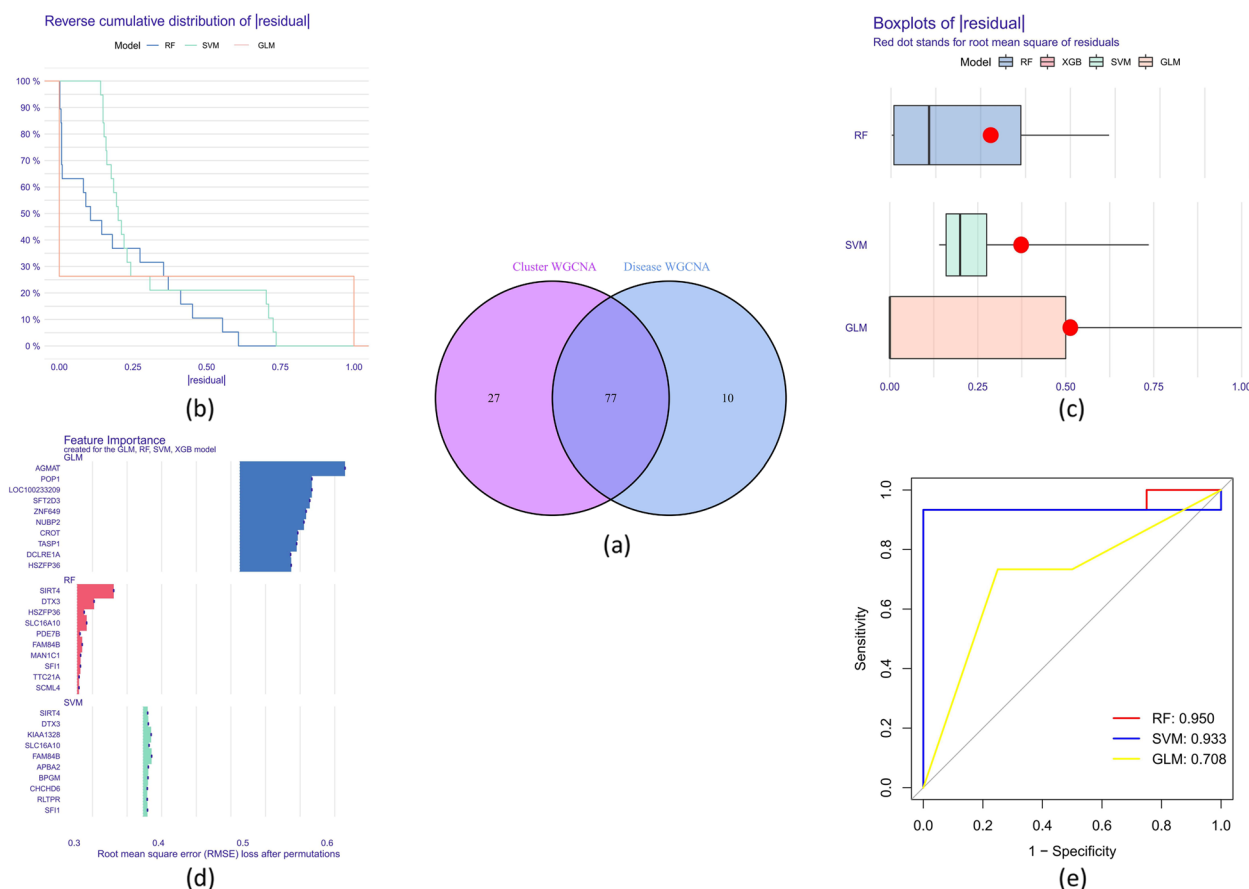 Reverse cumulative distribution of |residual|
Model RF SVM GLM
100 %
90 %
80 %
70 %
60 %
50 %
40 %
30 %
20 %
10 %
0 %
0.00 0.25 0.50 0.75 1.00
|residual|
(b)
Cluster WGCNA Disease WGCNA
27 77 10
(a)
Boxplots of |residual|
Red dot stands for root mean square of residuals
Model RF XGB SVM GLM
RF
SVM
GLM
0.00 0.25 0.50 0.75 1.00
(c)
Feature Importance
created for the GLM, RF, SVM, XGB model
GLM
AGMAT
POP1
LOC100233209
SFT2D3
ZNF649
NUBP2
CROT
TASP1
DCLRE1A
HSZFP36
RF
SIRT4
DTX3
HSZFP36
SLC16A10
PDE7B
FAM84B
MAN1C1
SFI1
TTC21A
SCML4
SVM
SIRT4
DTX3
KIAA1328
SLC16A10
FAM84B
APBA2
BPGM
CHCHD6
RLTPR
SFI1
0.3 0.4 0.5 0.6
Root mean square error (RMSE) loss after permutations
(d)
Sensitivity
1.0
0.8
0.6
0.4
0.2
0.0
RF: 0.950
SVM: 0.933
GLM: 0.708
0.0 0.2 0.4 0.6 0.8 1.0
1 − Specificity
(e)